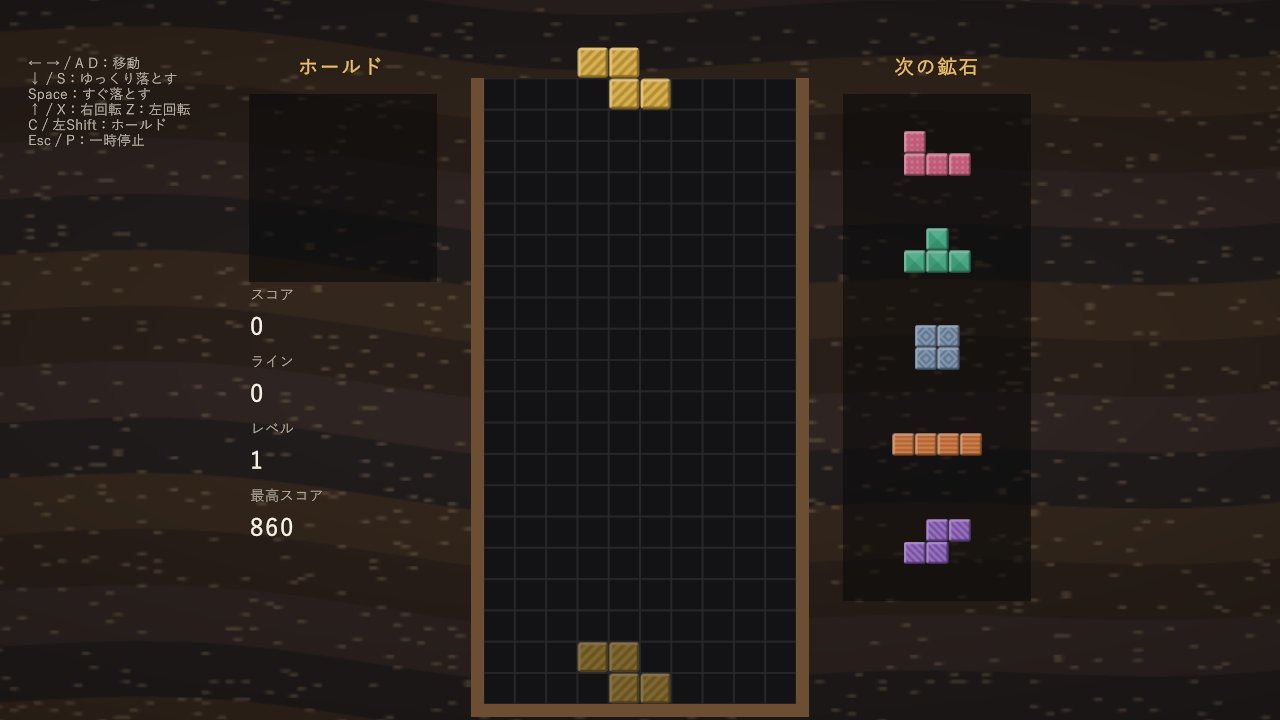 ← → / A D：移動
↓ / S：ゆっくり落とす
Space：すぐ落とす
↑ / X：右回転 Z：左回転
C / 左Shift：ホールド
Esc / P：一時停止
ホールド
スコア
0
ライン
0
レベル
1
最高スコア
860
次の鉱石